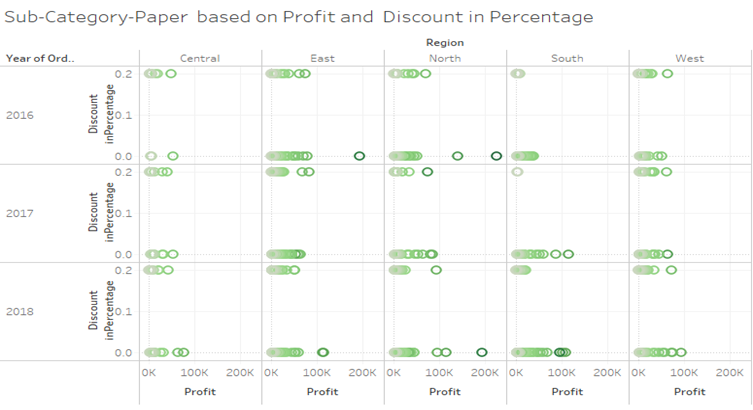 Sub-Category-Paper based on Profit and Discount in Percentage
Region
Year of Ord.. Central East North South West
2016
Discount
inPercentage
0.2
0.1
0.0
2017
Discount
inPercentage
0.2
0.1
0.0
2018
Discount
inPercentage
0.2
0.1
0.0
0K 100K 200K 0K 100K 200K 0K 100K 200K 0K 100K 200K 0K 100K 200K
Profit Profit Profit Profit Profit